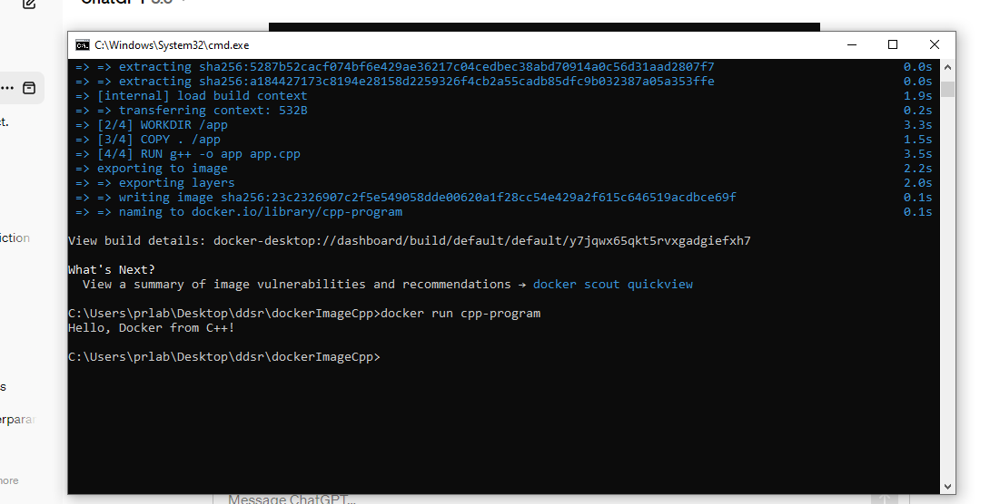 ChatGPT 3.5
C:\Windows\System32\cmd.exe
=> => extracting sha256:5287b52cacf074bf6e429ae36217c04cedbec38abd70914a0c56d31aad2807f7 0.0s
=> => extracting sha256:a184427173c8194e28158d2259326f4cb2a55cadb85dfc9b032387a05a353ffe 0.0s
=> [internal] load build context 1.9s
=> => transferring context: 532B 0.2s
=> [2/4] WORKDIR /app 3.3s
=> [3/4] COPY . /app 1.5s
=> [4/4] RUN g++ -o app app.cpp 3.5s
=> exporting to image 2.2s
=> => exporting layers 2.0s
=> => writing image sha256:23c2326907c2f5e549058dde00620a1f28cc54e429a2f615c646519acdbce69f 0.1s
=> => naming to docker.io/library/cpp-program 0.1s
View build details: docker-desktop://dashboard/build/default/default/y7jqwx65qkt5rvxgadgiefxh7
What's Next?
View a summary of image vulnerabilities and recommendations → docker scout quickview
C:\Users\prlab\Desktop\ddsr\dockerImageCpp>docker run cpp-program
Hello, Docker from C++!
C:\Users\prlab\Desktop\ddsr\dockerImageCpp>
ct.
iction
s
erparar
more
Message ChatGPT...